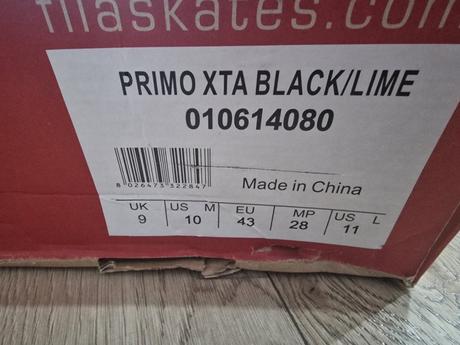 filaskates.com
PRIMO XTA BLACK/LIME
010614080
8 026473 322847
Made in China
UK US M EU MP US L
9 10 43 28 11